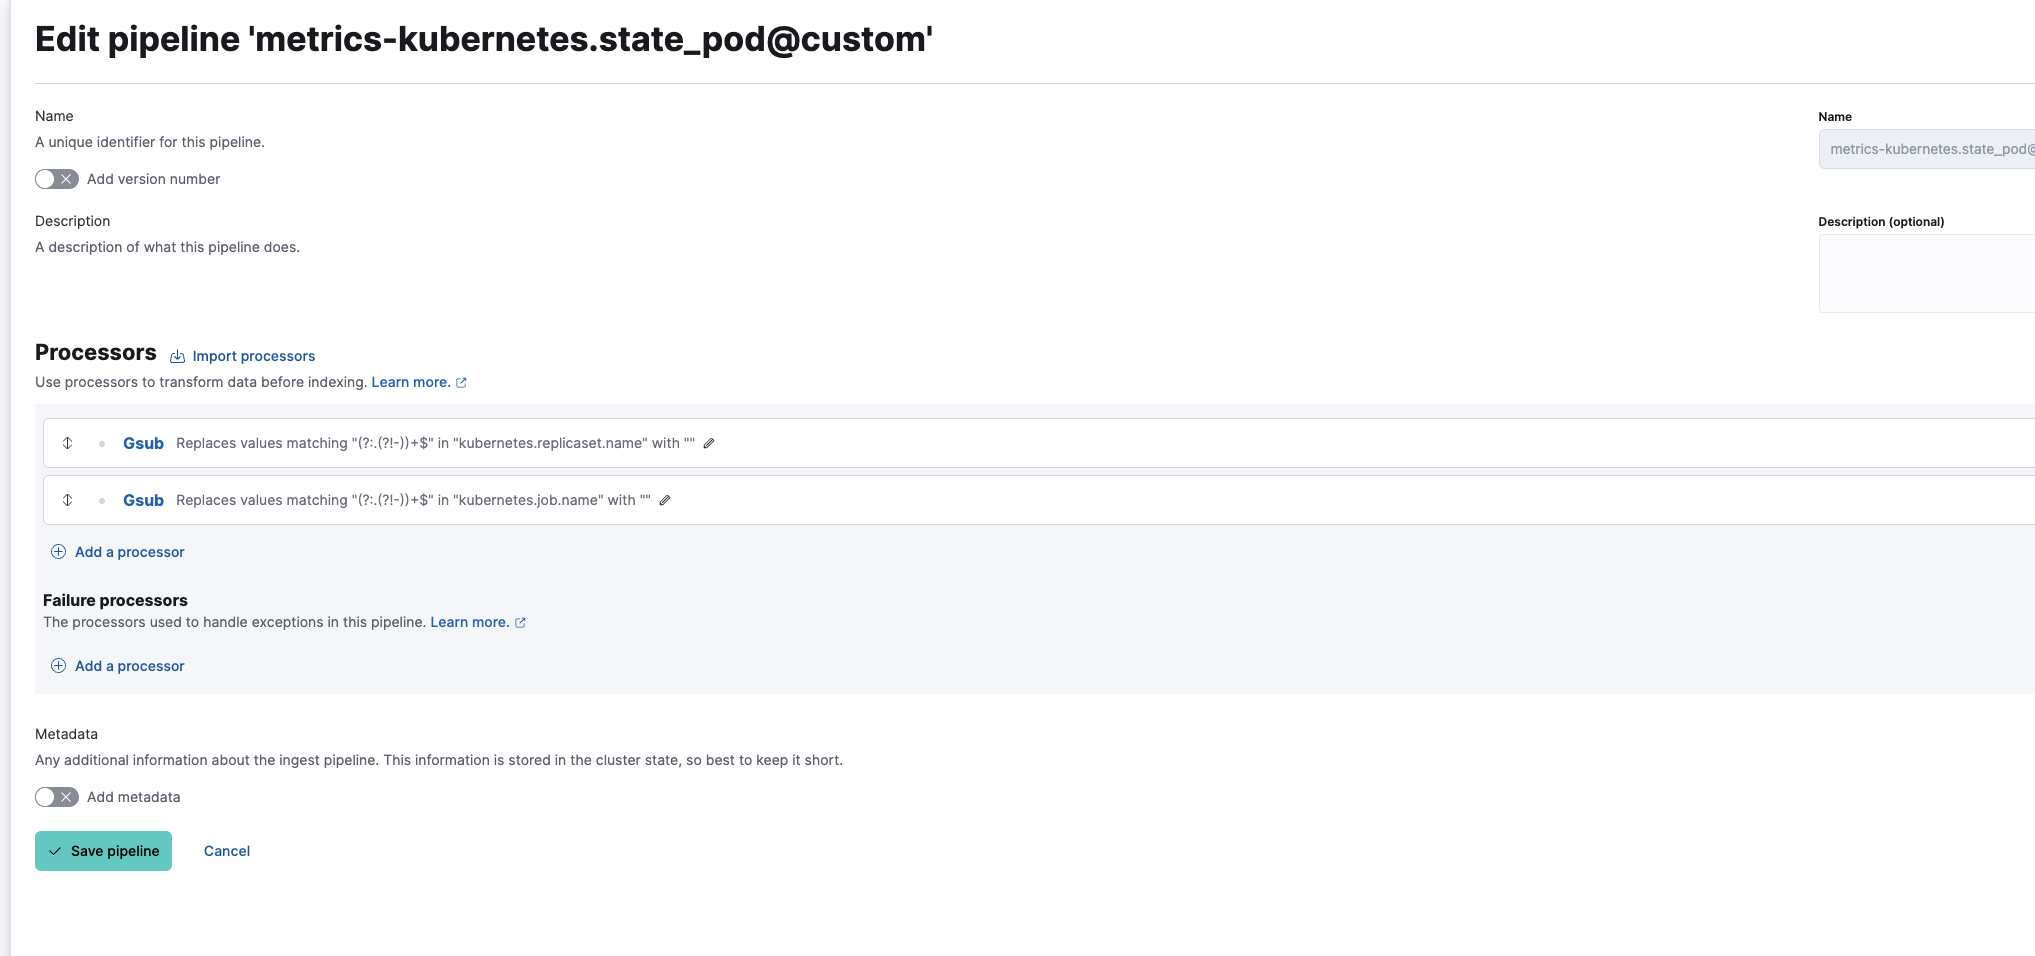 Edit pipeline 'metrics-kubernetes.state_pod@custom'
Name
A unique identifier for this pipeline.
Add version number
Name
metrics-kubernetes.state_pod@
Description
A description of what this pipeline does.
Description (optional)
Processors Import processors
Use processors to transform data before indexing. Learn more.
Gsub Replaces values matching "(?:.(?!-))+$" in "kubernetes.replicaset.name" with ""
Gsub Replaces values matching "(?:.(?!-))+$" in "kubernetes.job.name" with ""
Add a processor
Failure processors
The processors used to handle exceptions in this pipeline. Learn more.
Add a processor
Metadata
Any additional information about the ingest pipeline. This information is stored in the cluster state, so best to keep it short.
Add metadata
Save pipeline Cancel